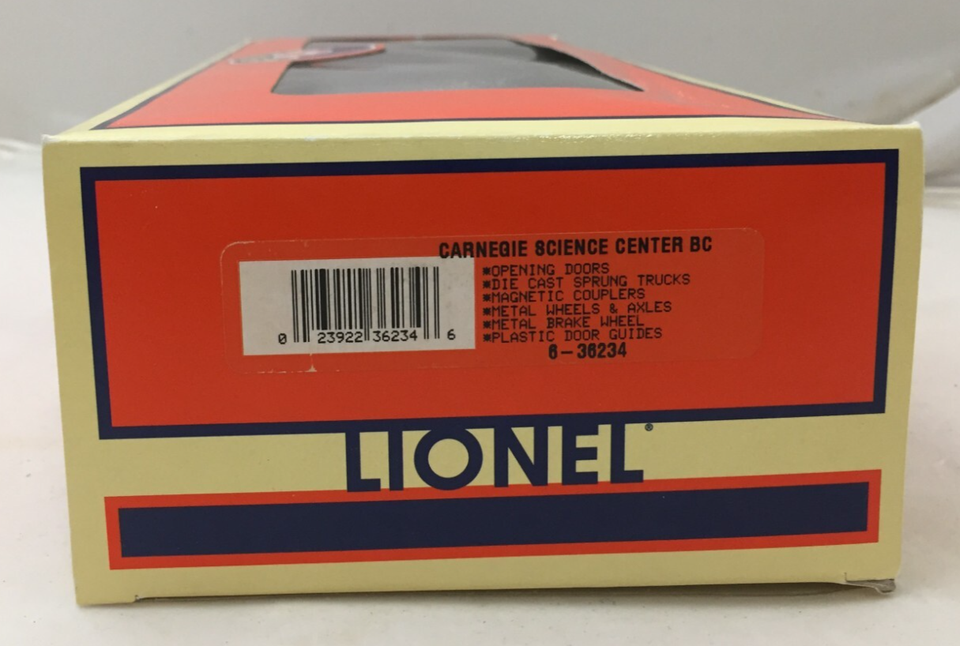 CARNEGIE SCIENCE CENTER BC
■OPENING DOORS
■DIE CAST SPRUNG TRUCKS
■MAGNETIC COUPLERS
■METAL WHEELS & AXLES
■METAL BRAKE WHEEL
■PLASTIC DOOR GUIDES
6-36234
0 23922 36234 6
LIONEL®